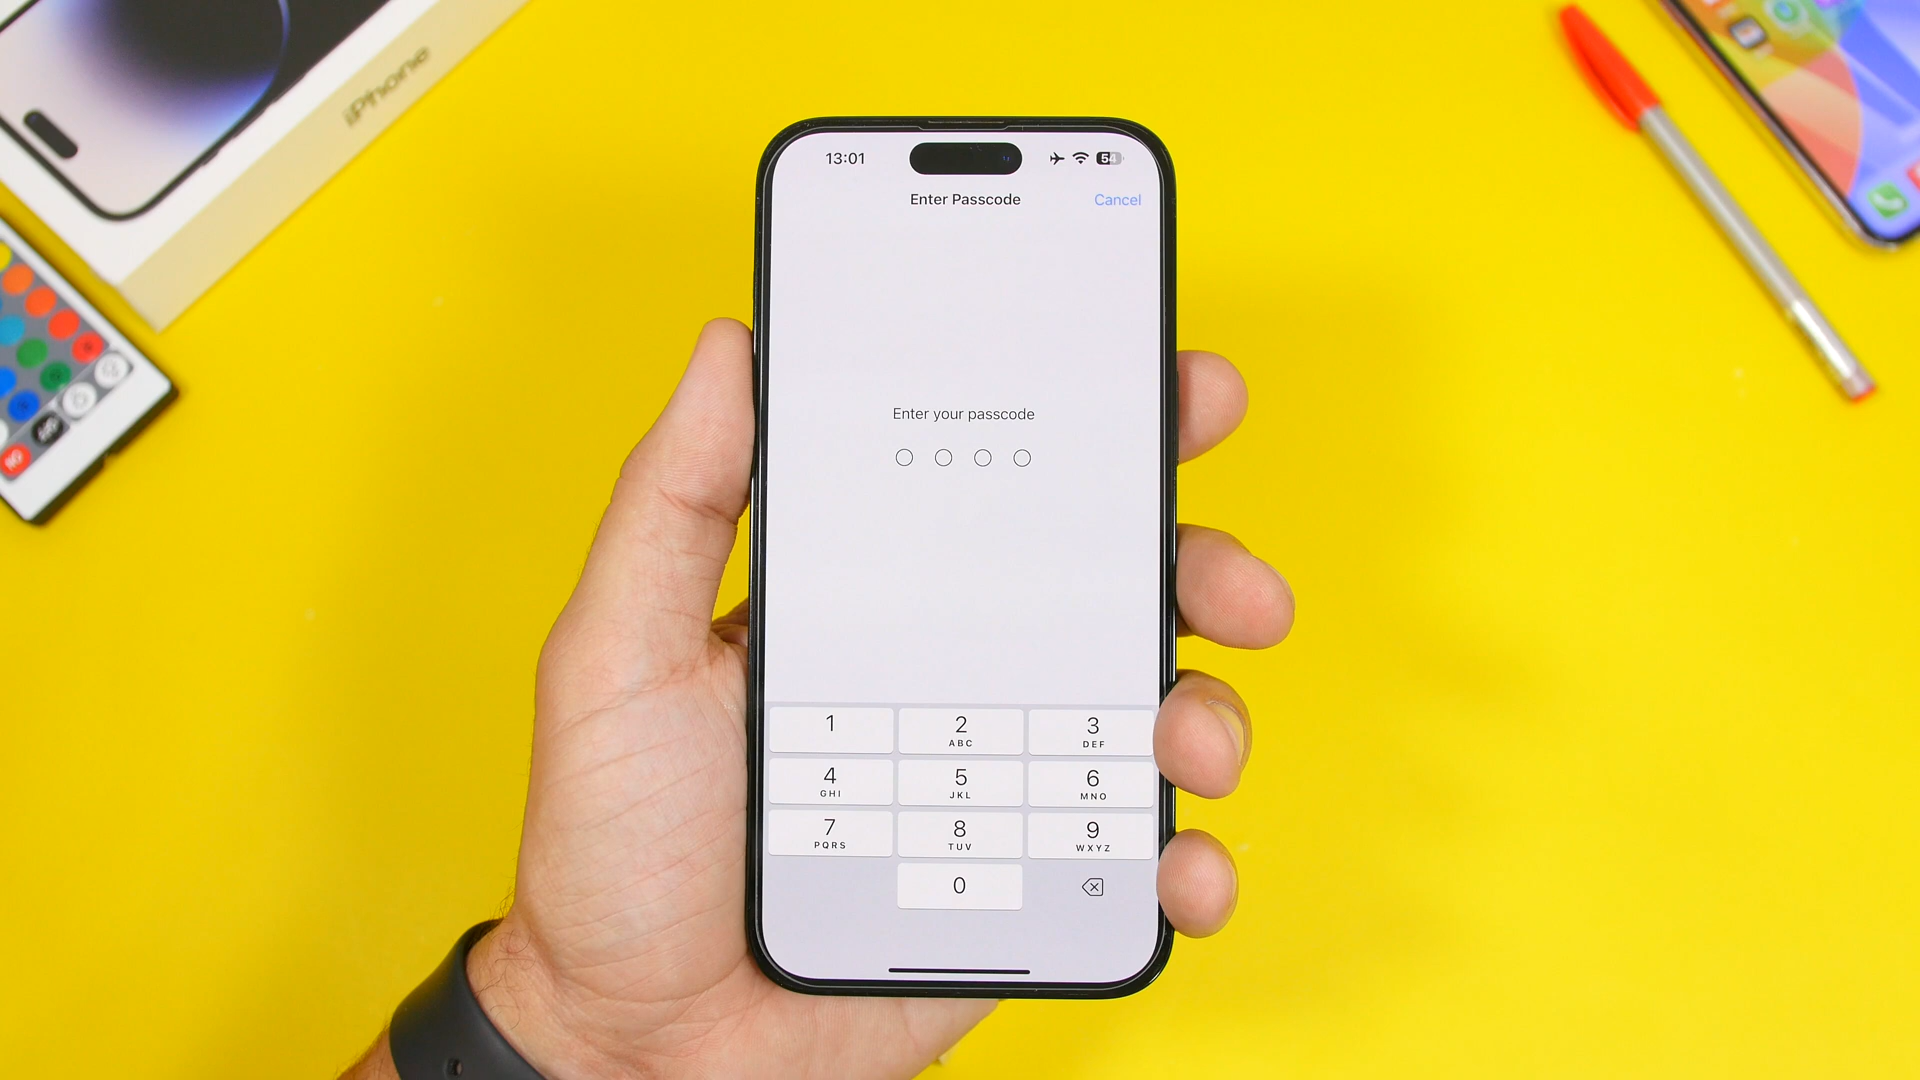 iPhone
13:01
54
Enter Passcode
Cancel
Enter your passcode
1
2
ABC
3
DEF
4
GHI
5
JKL
6
MNO
7
PQRS
8
TUV
9
WXYZ
0